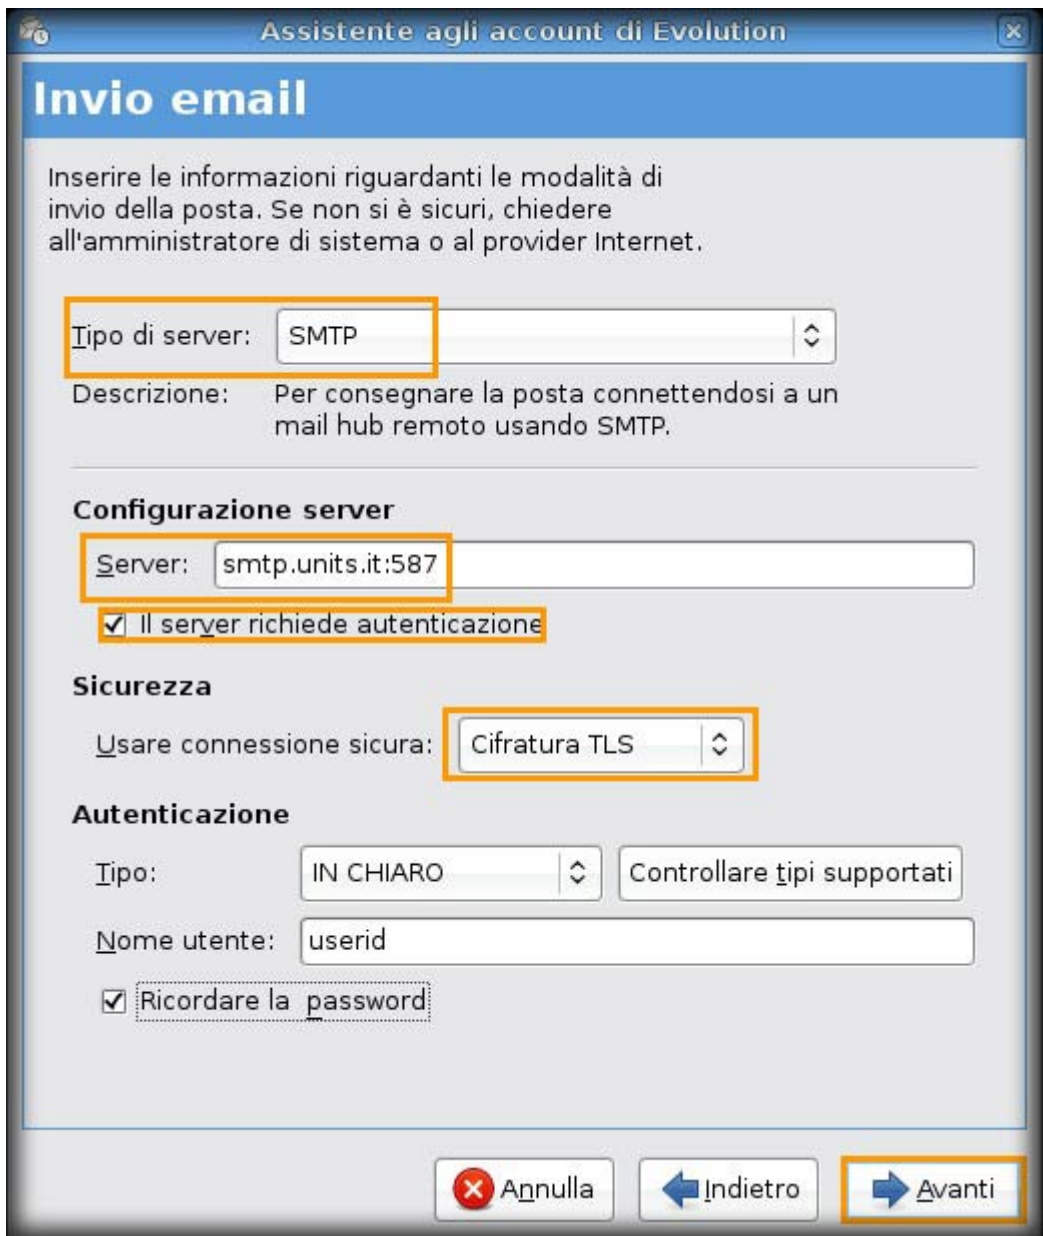 Assistente agli account di Evolution
Invio email
Inserire le informazioni riguardanti le modalità di
invio della posta. Se non si è sicuri, chiedere
all'amministratore di sistema o al provider Internet.
Tipo di server: SMTP
Descrizione: Per consegnare la posta connettendosi a un
mail hub remoto usando SMTP.
Configurazione server
Server: smtp.units.it:587
Il server richiede autenticazione
Sicurezza
Usare connessione sicura: Cifratura TLS
Autenticazione
Tipo: IN CHIARO Controllare tipi supportati
Nome utente: userid
Ricordare la password
Annulla Indietro Avanti